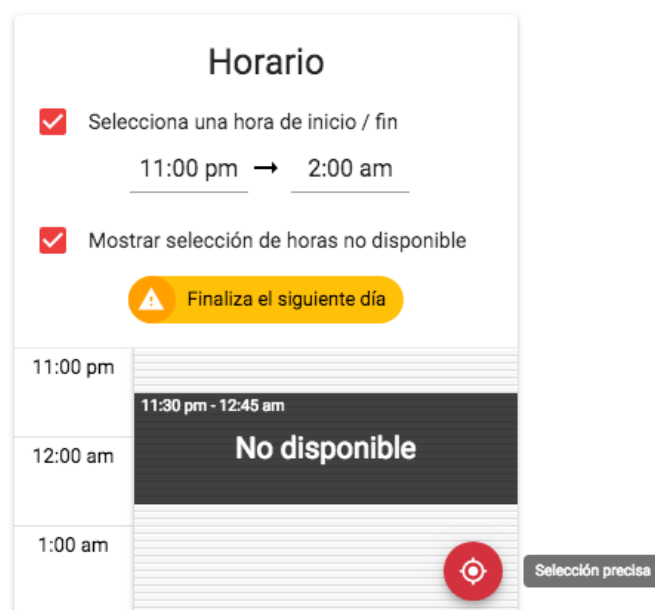 Horario
Selecciona una hora de inicio / fin
11:00 pm → 2:00 am
Mostrar selección de horas no disponible
Finaliza el siguiente día
11:00 pm
11:30 pm - 12:45 am
No disponible
12:00 am
1:00 am
Selección precisa